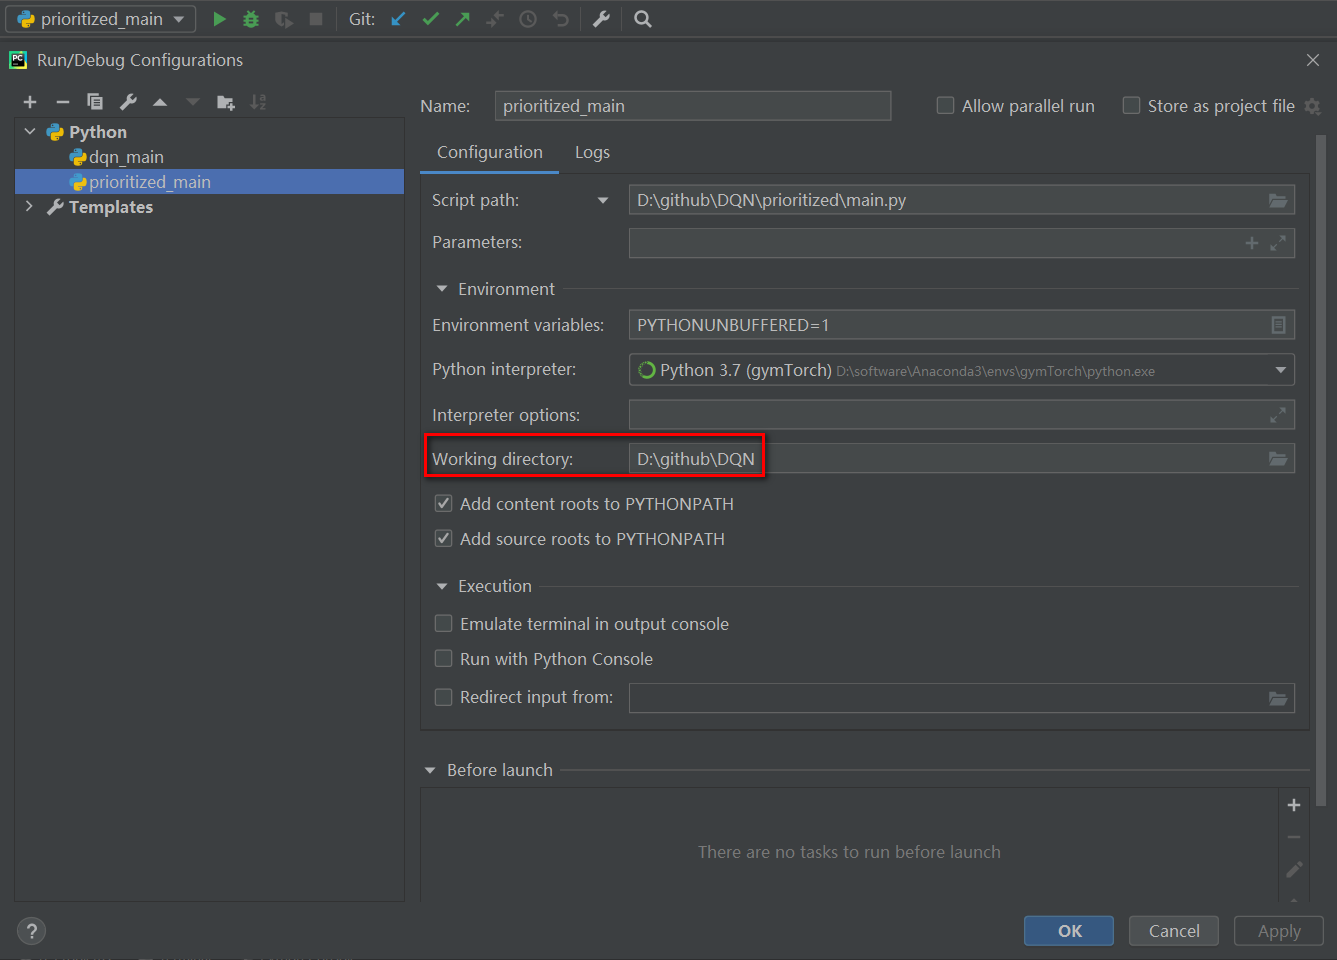 prioritized_main
Git:
Run/Debug Configurations
Python
dqn_main
prioritized_main
Templates
Name: prioritized_main
Allow parallel run
Store as project file
Configuration Logs
Script path: D:\github\DQN\prioritized\main.py
Parameters:
Environment
Environment variables: PYTHONUNBUFFERED=1
Python interpreter: Python 3.7 (gymTorch) D:\software\Anaconda3\envs\gymTorch\python.exe
Interpreter options:
Working directory: D:\github\DQN
Add content roots to PYTHONPATH
Add source roots to PYTHONPATH
Execution
Emulate terminal in output console
Run with Python Console
Redirect input from:
Before launch
There are no tasks to run before launch
? OK Cancel Apply